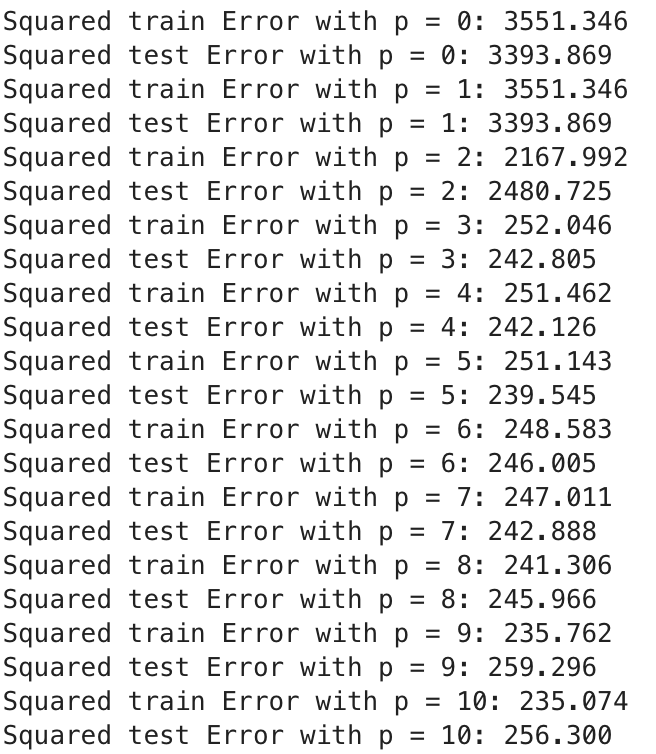 Squared train Error with p = 0: 3551.346
Squared test Error with p = 0: 3393.869
Squared train Error with p = 1: 3551.346
Squared test Error with p = 1: 3393.869
Squared train Error with p = 2: 2167.992
Squared test Error with p = 2: 2480.725
Squared train Error with p = 3: 252.046
Squared test Error with p = 3: 242.805
Squared train Error with p = 4: 251.462
Squared test Error with p = 4: 242.126
Squared train Error with p = 5: 251.143
Squared test Error with p = 5: 239.545
Squared train Error with p = 6: 248.583
Squared test Error with p = 6: 246.005
Squared train Error with p = 7: 247.011
Squared test Error with p = 7: 242.888
Squared train Error with p = 8: 241.306
Squared test Error with p = 8: 245.966
Squared train Error with p = 9: 235.762
Squared test Error with p = 9: 259.296
Squared train Error with p = 10: 235.074
Squared test Error with p = 10: 256.300